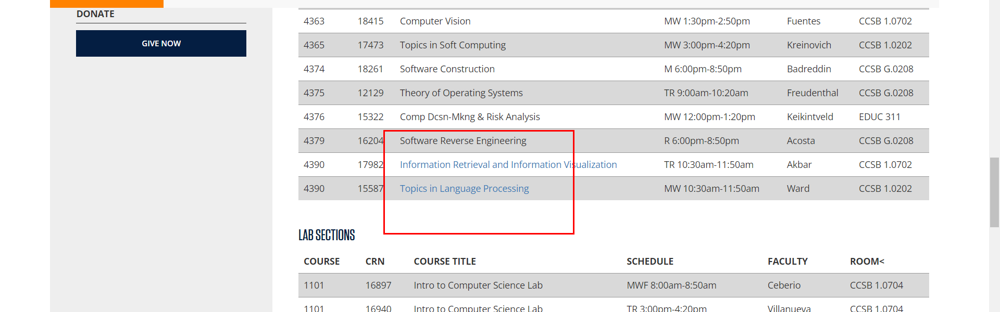 DONATE
GIVE NOW
4363 18415 Computer Vision MW 1:30pm-2:50pm Fuentes CCSB 1.0702
4365 17473 Topics in Soft Computing MW 3:00pm-4:20pm Kreinovich CCSB 1.0202
4374 18261 Software Construction M 6:00pm-8:50pm Badreddin CCSB G.0208
4375 12129 Theory of Operating Systems TR 9:00am-10:20am Freudenthal CCSB G.0208
4376 15322 Comp Dcsn-Mkng & Risk Analysis MW 12:00pm-1:20pm Keikintveld EDUC 311
4379 16204 Software Reverse Engineering R 6:00pm-8:50pm Acosta CCSB G.0208
4390 17982 Information Retrieval and Information Visualization TR 10:30am-11:50am Akbar CCSB 1.0702
4390 15587 Topics in Language Processing MW 10:30am-11:50am Ward CCSB 1.0202
LAB SECTIONS
COURSE CRN COURSE TITLE SCHEDULE FACULTY ROOM<
1101 16897 Intro to Computer Science Lab MWF 8:00am-8:50am Ceberio CCSB 1.0704
1101 16940 Intro to Computer Science Lab TR 3:00pm-4:20pm Villanueva CCSB 1.0704